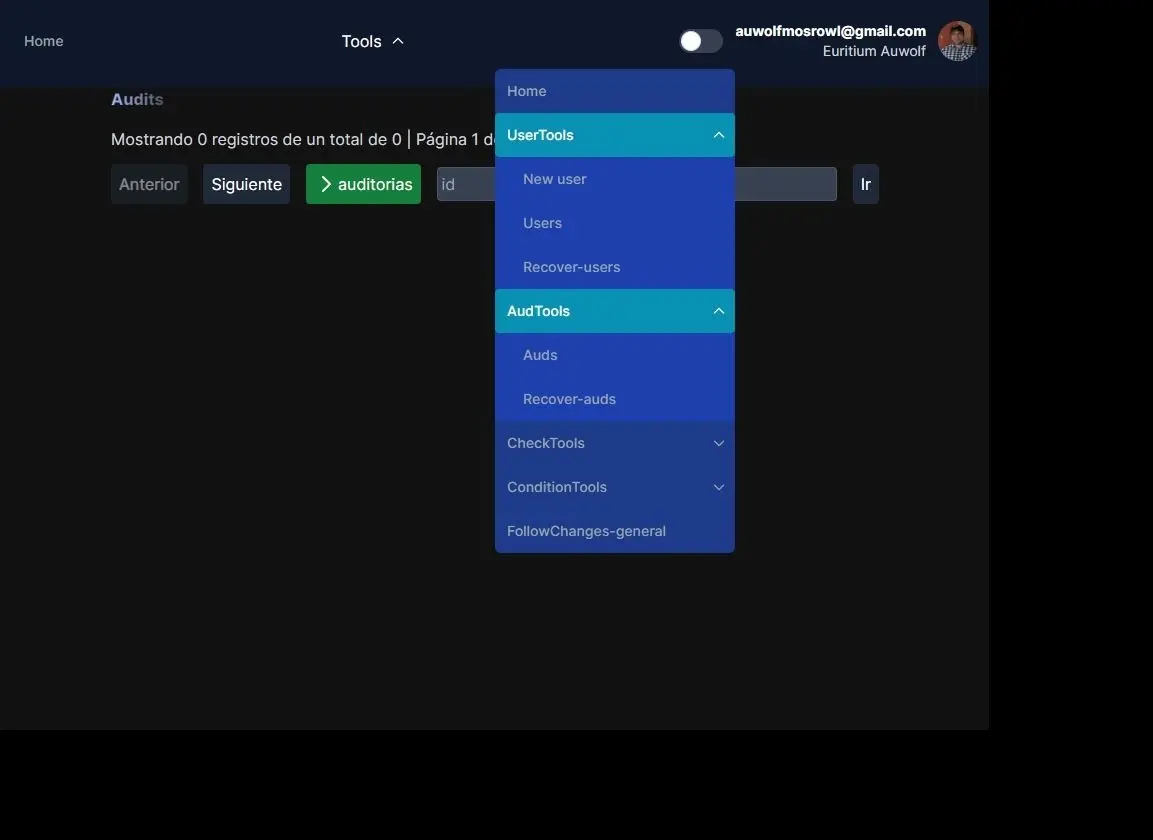 Home
Tools
auwolfmosrowl@gmail.com
Euritium Auwolf
Audits
Mostrando 0 registros de un total de 0 | Página 1
Anterior
Siguiente
auditorias
id
Ir
Home
UserTools
New user
Users
Recover-users
AudTools
Auds
Recover-auds
CheckTools
ConditionTools
FollowChanges-general